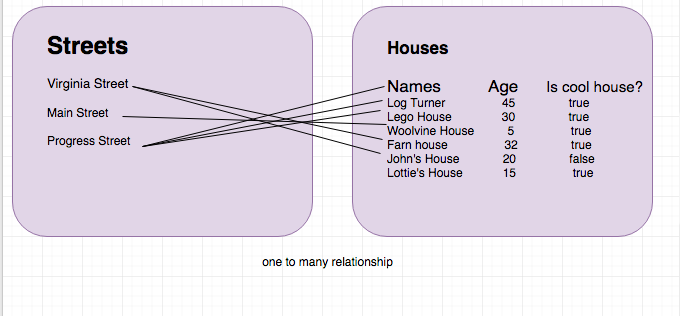 Streets
Virginia Street
Main Street
Progress Street
Houses
Names Age Is cool house?
Log Turner 45 true
Lego House 30 true
Woolvine House 5 true
Farn house 32 true
John's House 20 false
Lottie's House 15 true
one to many relationship